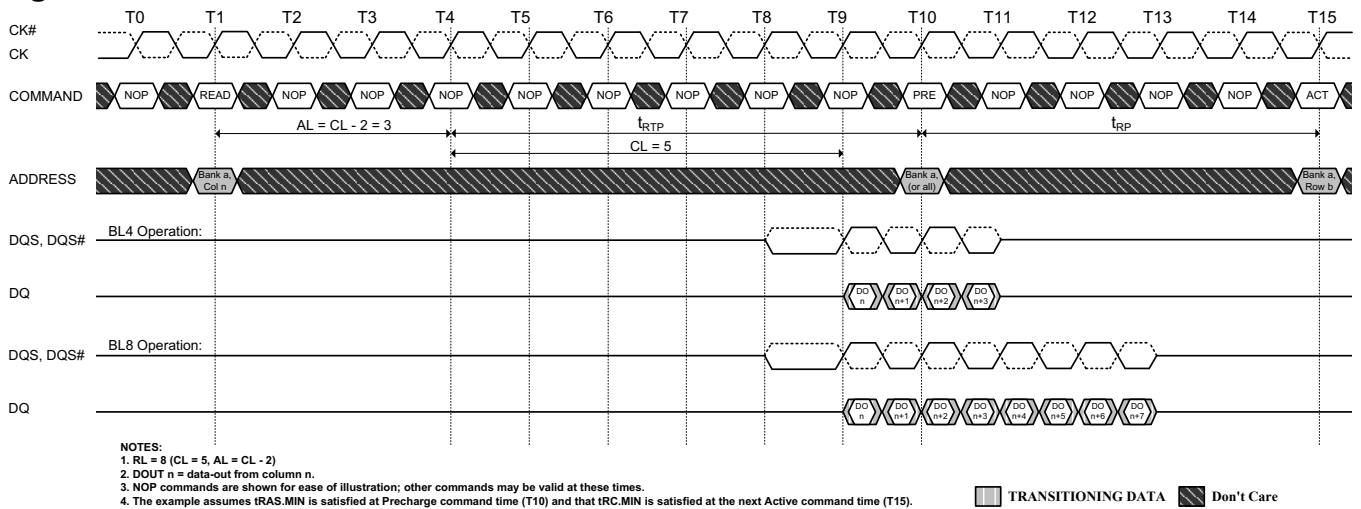 T0 T1 T2 T3 T4 T5 T6 T7 T8 T9 T10 T11 T12 T13 T14 T15
CK#
CK
COMMAND NOP READ NOP NOP NOP NOP NOP NOP NOP NOP PRE NOP NOP NOP NOP ACT
AL = CL - 2 = 3 tRTP tRP
CL = 5
ADDRESS Bank a, Col n Bank a, (or all) Bank a, Row b
DQS, DQS# BL4 Operation:
DQ DO n DO n+1 DO n+2 DO n+3
DQS, DQS# BL8 Operation:
DQ DO n DO n+1 DO n+2 DO n+3 DO n+4 DO n+5 DO n+6 DO n+7
NOTES:
1. RL = 8 (CL = 5, AL = CL - 2)
2. DOUT n = data-out from column n.
3. NOP commands are shown for ease of illustration; other commands may be valid at these times.
4. The example assumes tRAS.MIN is satisfied at Precharge command time (T10) and that tRC.MIN is satisfied at the next Active command time (T15).
TRANSITIONING DATA Don't Care